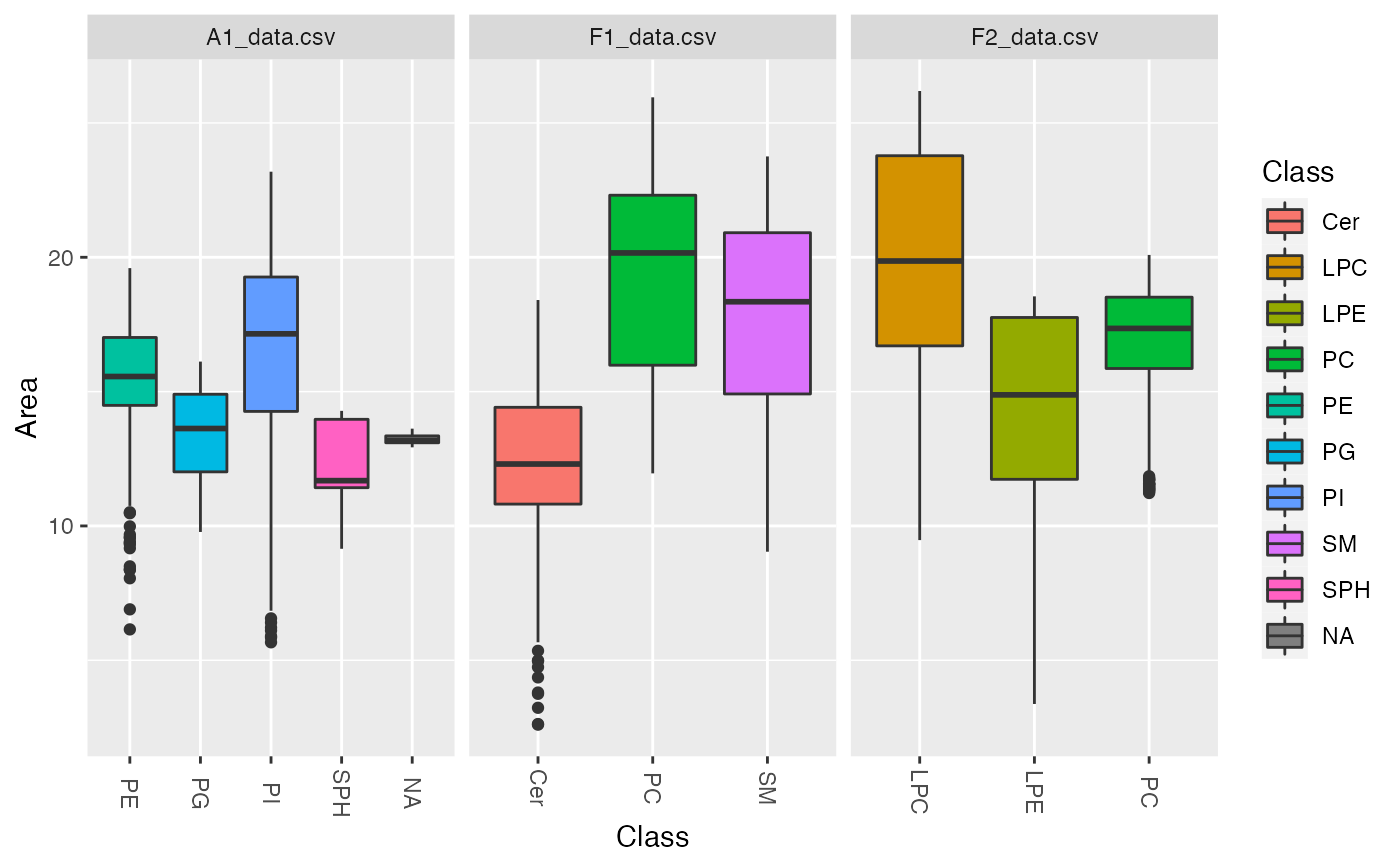 A1_data.csv
F1_data.csv
F2_data.csv
Area
20
10
PE
PG
PI
SPH
NA
Cer
PC
SM
LPC
LPE
PC
Class
Class
Cer
LPC
LPE
PC
PE
PG
PI
SM
SPH
NA